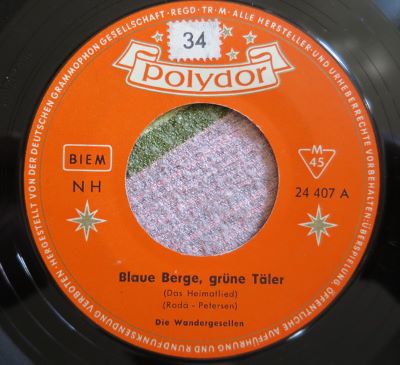 HERGESTELLT VON DER DEUTSCHEN GRAMMOPHON GESELLSCHAFT · REGD · TR · M · ALLE HERSTELLER- UND URHEBERRECHTE VORBEHALTEN · ÜBERSPIELUNG, ÖFFENTLICHE AUFFÜHRUNG UND RUNDFUNKSENDUNG VERBOTEN ·
34
polydor
BIEM
NH
M
45
24 407 A
Blaue Berge, grüne Täler
(Das Heimatlied)
(Rodá - Petersen)
Die Wandergesellen